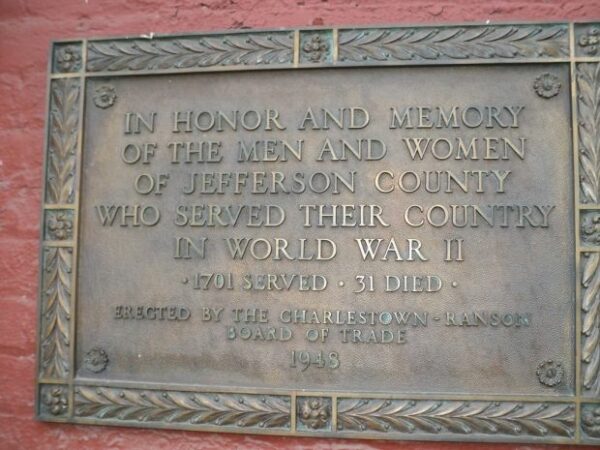 IN HONOR AND MEMORY
OF THE MEN AND WOMEN
OF JEFFERSON COUNTY
WHO SERVED THEIR COUNTRY
IN WORLD WAR II
· 1701 SERVED · 31 DIED ·
ERECTED BY THE CHARLESTOWN - RANSON
BOARD OF TRADE
1948